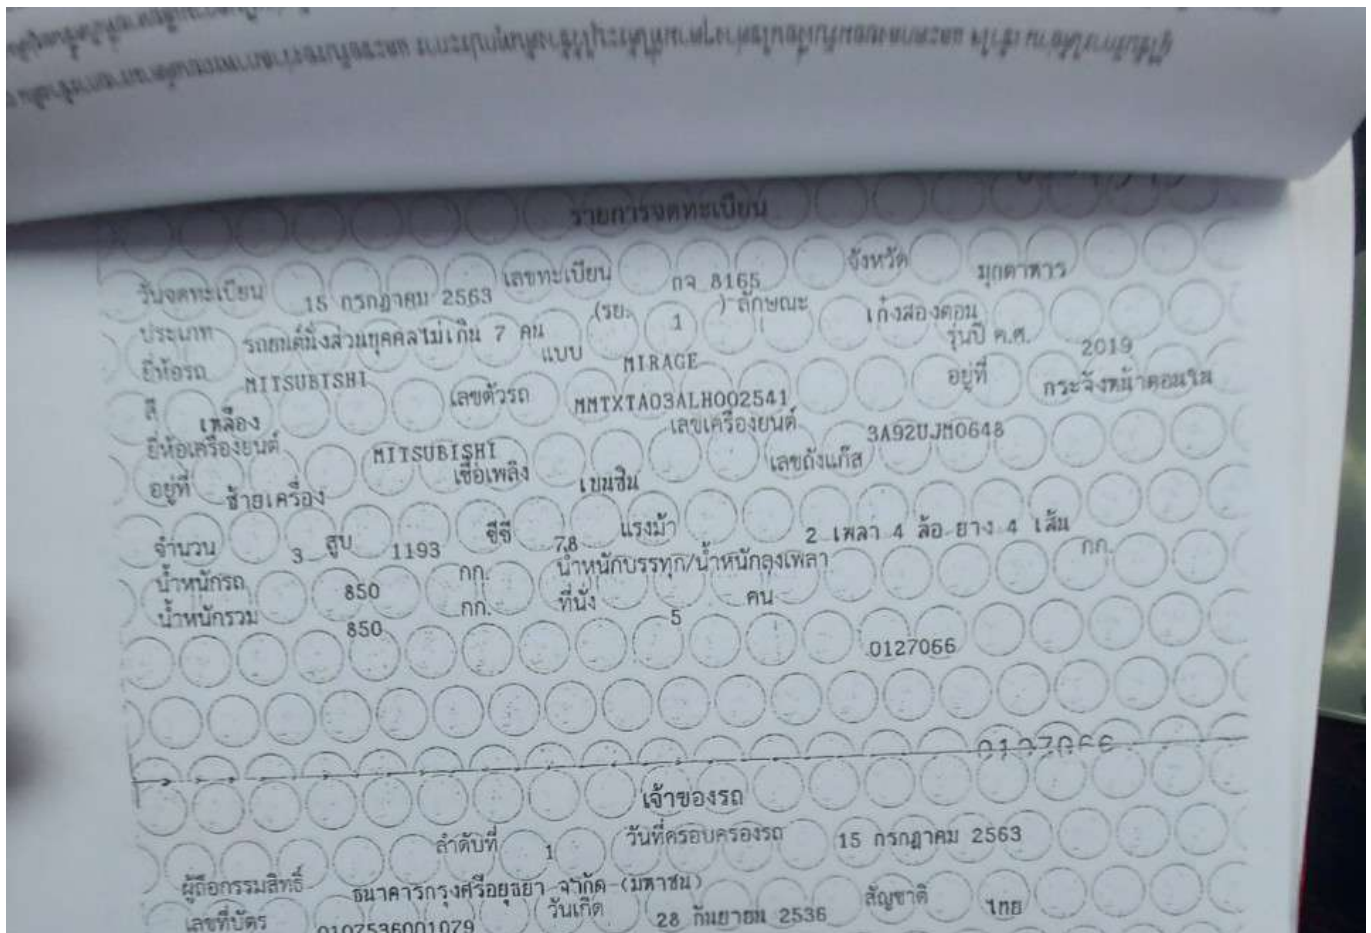 รายการจดทะเบียน
วันจดทะเบียน 15 กรกฎาคม 2563 เลขทะเบียน กจ 8165 จังหวัด มุกดาหาร
ประเภท รถยนต์นั่งส่วนบุคคลไม่เกิน 7 คน (รย. 1 ) ลักษณะ เก๋งสองตอน
ยี่ห้อรถ MITSUBISHI แบบ MIRAGE รุ่นปี ค.ศ. 2019
สี เหลือง เลขตัวรถ MMTXTA03ALH002541 อยู่ที่ กระจังหน้าตอนใน
ยี่ห้อเครื่องยนต์ MITSUBISHI เลขเครื่องยนต์ 3A92UJM0648
อยู่ที่ ซ้ายเครื่อง เชื้อเพลิง เบนซิน เลขถังแก๊ส
จำนวน 3 สูบ 1193 ซีซี 78 แรงม้า 2 เพลา 4 ล้อ ยาง 4 เส้น
น้ำหนักรถ 850 กก. น้ำหนักบรรทุก/น้ำหนักลงเพลา กก.
น้ำหนักรวม 850 กก. ที่นั่ง 5 คน
0127066
0127066
เจ้าของรถ
ลำดับที่ 1 วันที่ครอบครองรถ 15 กรกฎาคม 2563
ผู้ถือกรรมสิทธิ์ ธนาคารกรุงศรีอยุธยา จำกัด (มหาชน)
เลขที่บัตร 0107536001079 วันเกิด 28 กันยายน 2536 สัญชาติ ไทย